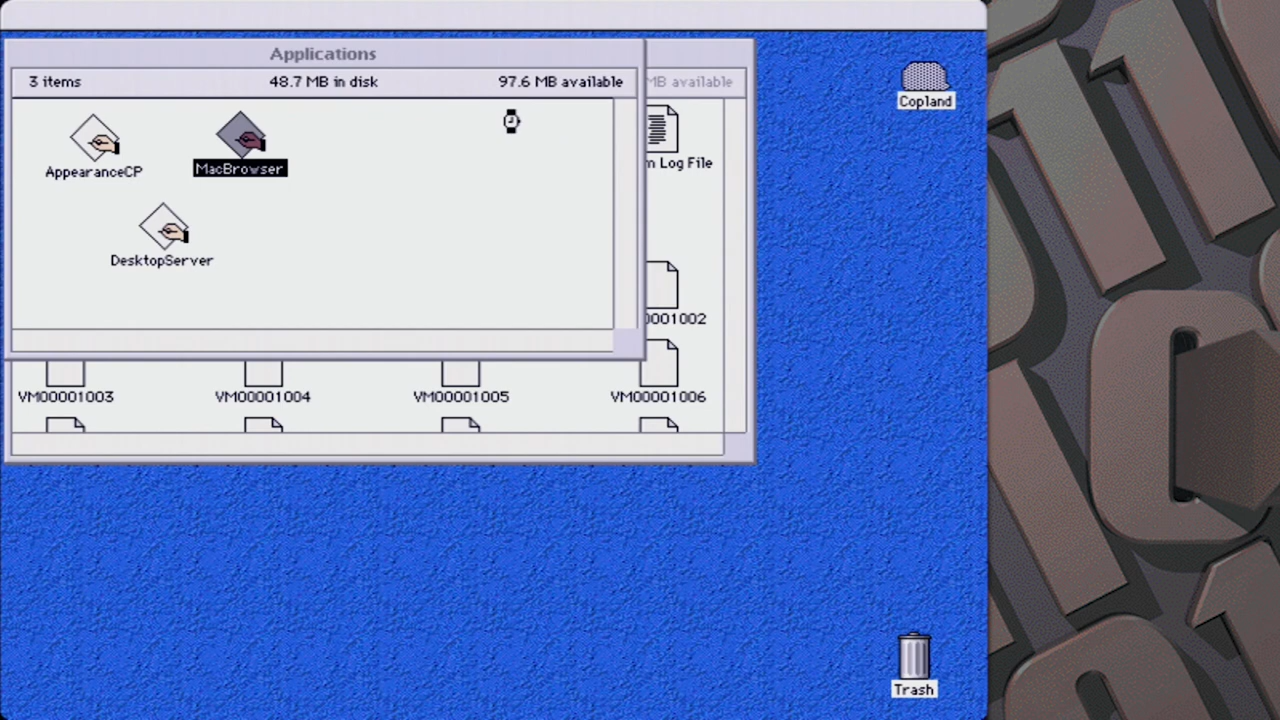 Applications
3 items 48.7 MB in disk 97.6 MB available MB available
Copland
AppearanceCP MacBrowser
m Log File
DesktopServer
0001002
VM00001003 VM00001004 VM00001005 VM00001006
Trash